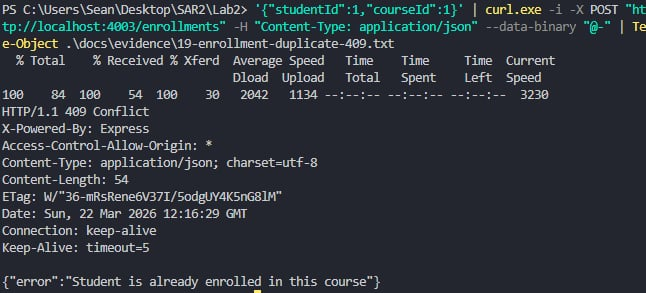 PS C:\Users\Sean\Desktop\SAR2\Lab2> '{"studentId":1,"courseId":1}' | curl.exe -i -X POST "ht
tp://localhost:4003/enrollments" -H "Content-Type: application/json" --data-binary "@-" | Te
e-Object .\docs\evidence\19-enrollment-duplicate-409.txt
% Total % Received % Xferd Average Speed Time Time Time Current
Dload Upload Total Spent Left Speed
100 84 100 54 100 30 2042 1134 --:--:-- --:--:-- --:--:-- 3230
HTTP/1.1 409 Conflict
X-Powered-By: Express
Access-Control-Allow-Origin: *
Content-Type: application/json; charset=utf-8
Content-Length: 54
ETag: W/"36-mRsRene6V37I/5odgUY4K5nG8lM"
Date: Sun, 22 Mar 2026 12:16:29 GMT
Connection: keep-alive
Keep-Alive: timeout=5
{"error":"Student is already enrolled in this course"}